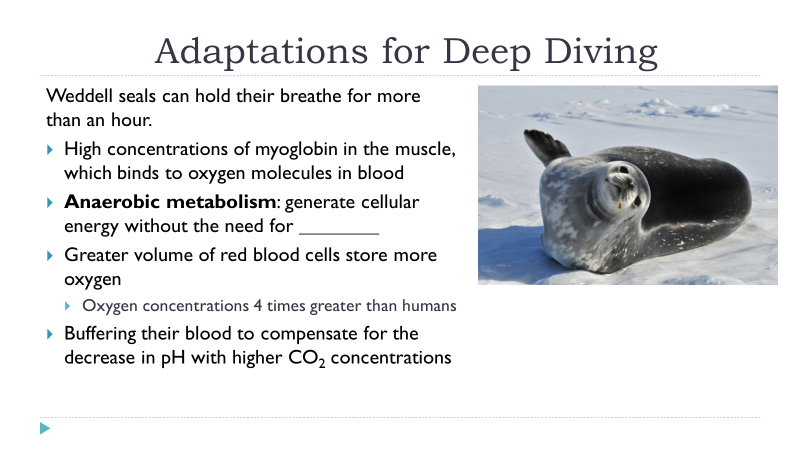 Adaptations for Deep Diving
Weddell seals can hold their breathe for more
than an hour.
High concentrations of myoglobin in the muscle,
which binds to oxygen molecules in blood
Anaerobic metabolism: generate cellular
energy without the need for ________
Greater volume of red blood cells store more
oxygen
Oxygen concentrations 4 times greater than humans
Buffering their blood to compensate for the
decrease in pH with higher CO₂ concentrations